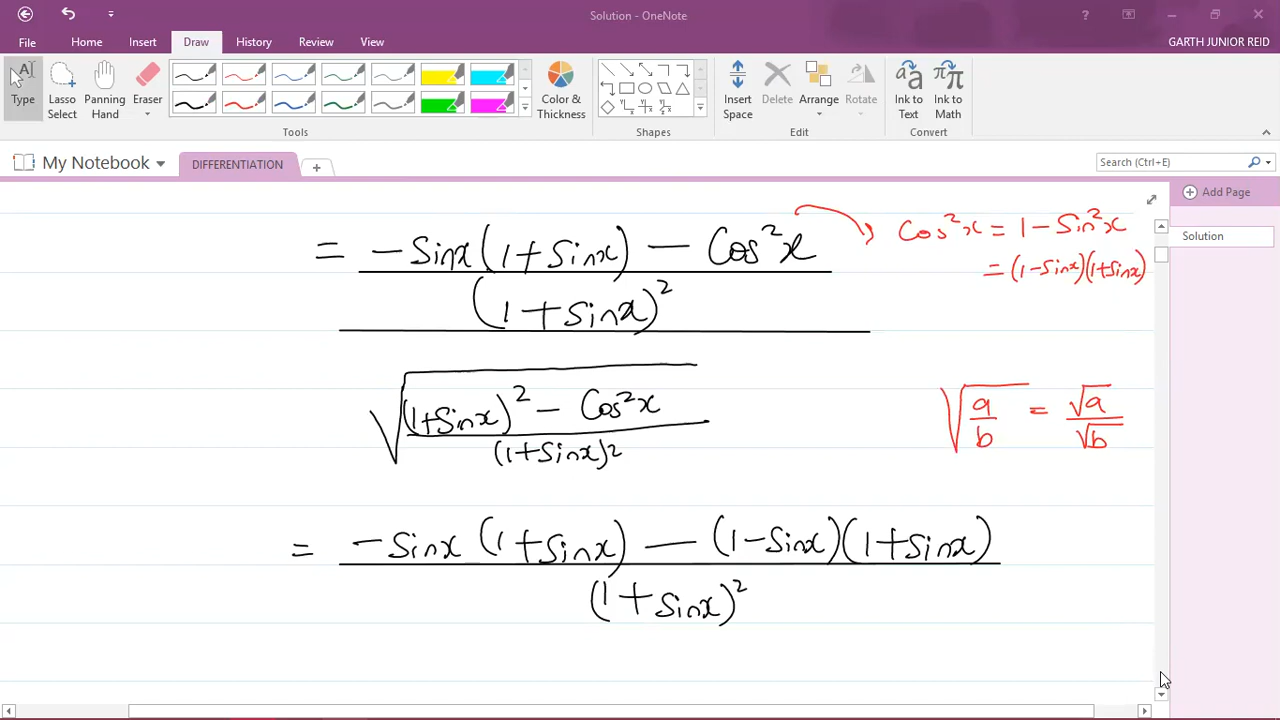 Solution - OneNote
File Home Insert Draw History Review View GARTH JUNIOR REID
Type Lasso Select Panning Hand Eraser Color & Thickness Insert Space Delete Arrange Rotate Ink to Text Ink to Math
Tools Shapes Edit Convert
My Notebook DIFFERENTIATION + Search (Ctrl+E)
Add Page
Solution
= -Sinx(1+Sinx) - Cos²x
(1+Sinx)²
Cos²x = 1-Sin²x
= (1-Sinx)(1+Sinx)
√ (1+Sinx)² - Cos²x
(1+Sinx)²
√a/b = √a/√b
= -Sinx (1+Sinx) - (1-Sinx)(1+Sinx)
(1+Sinx)²